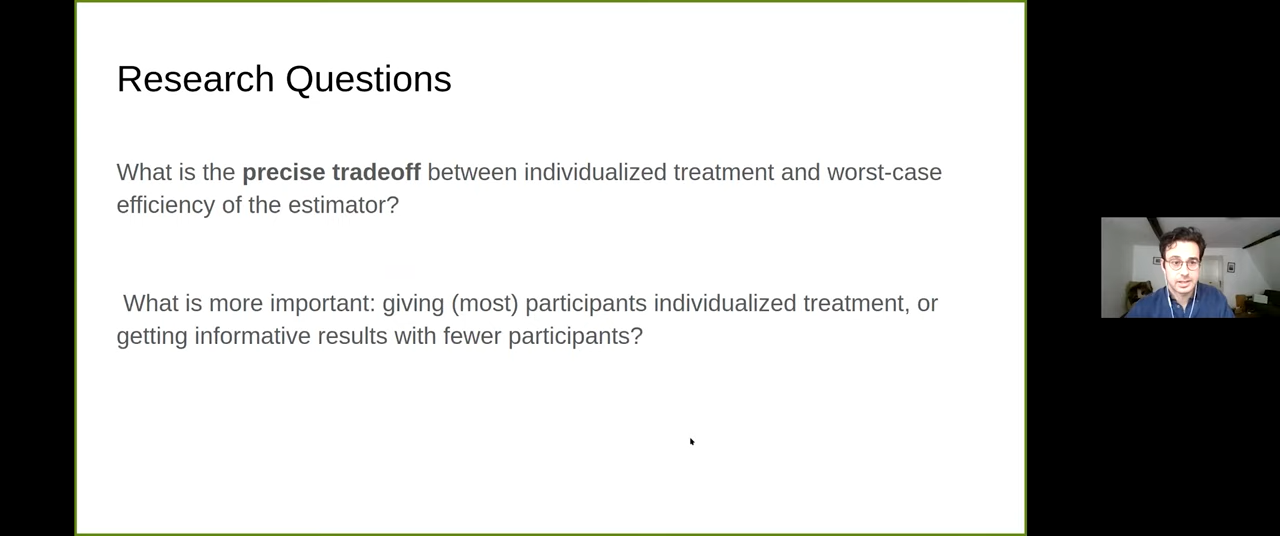 Research Questions
What is the precise tradeoff between individualized treatment and worst-case
efficiency of the estimator?
What is more important: giving (most) participants individualized treatment, or
getting informative results with fewer participants?